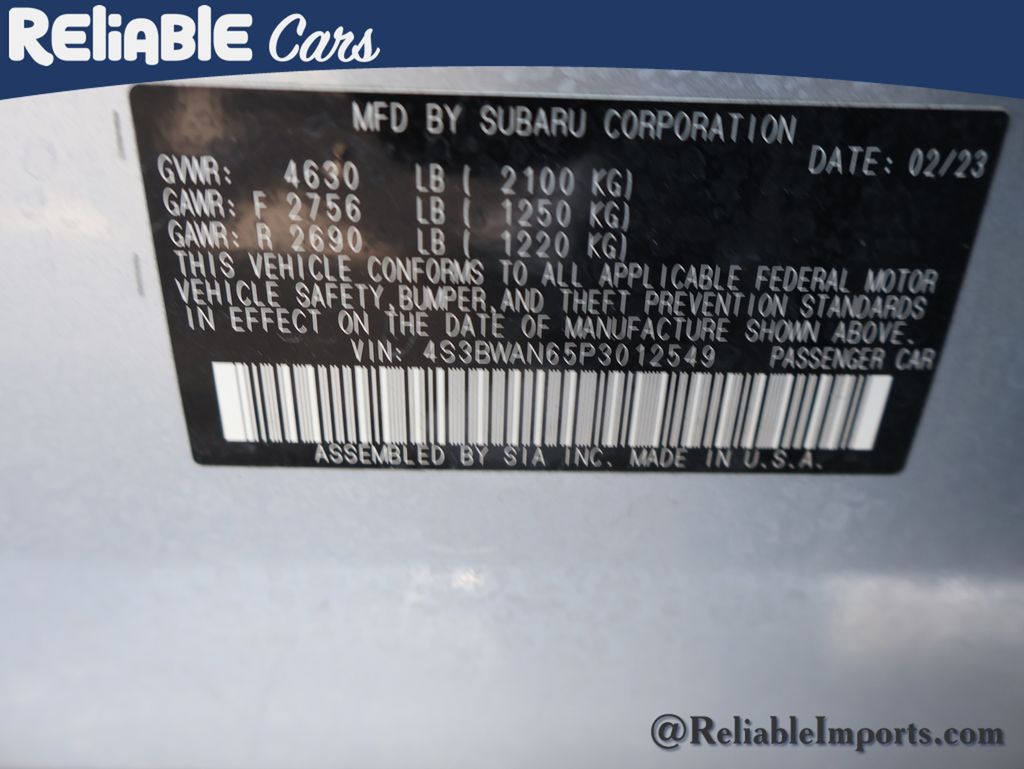 RELIABLE Cars
MFD BY SUBARU CORPORATION
DATE: 02/23
GVWR: 4630 LB ( 2100 KG)
GAWR: F 2756 LB ( 1250 KG)
GAWR: R 2690 LB ( 1220 KG)
THIS VEHICLE CONFORMS TO ALL APPLICABLE FEDERAL MOTOR
VEHICLE SAFETY,BUMPER,AND THEFT PREVENTION STANDARDS
IN EFFECT ON THE DATE OF MANUFACTURE SHOWN ABOVE.
VIN: 4S3BWAN65P3012549 PASSENGER CAR
ASSEMBLED BY SIA INC. MADE IN U.S.A.
@ReliableImports.com